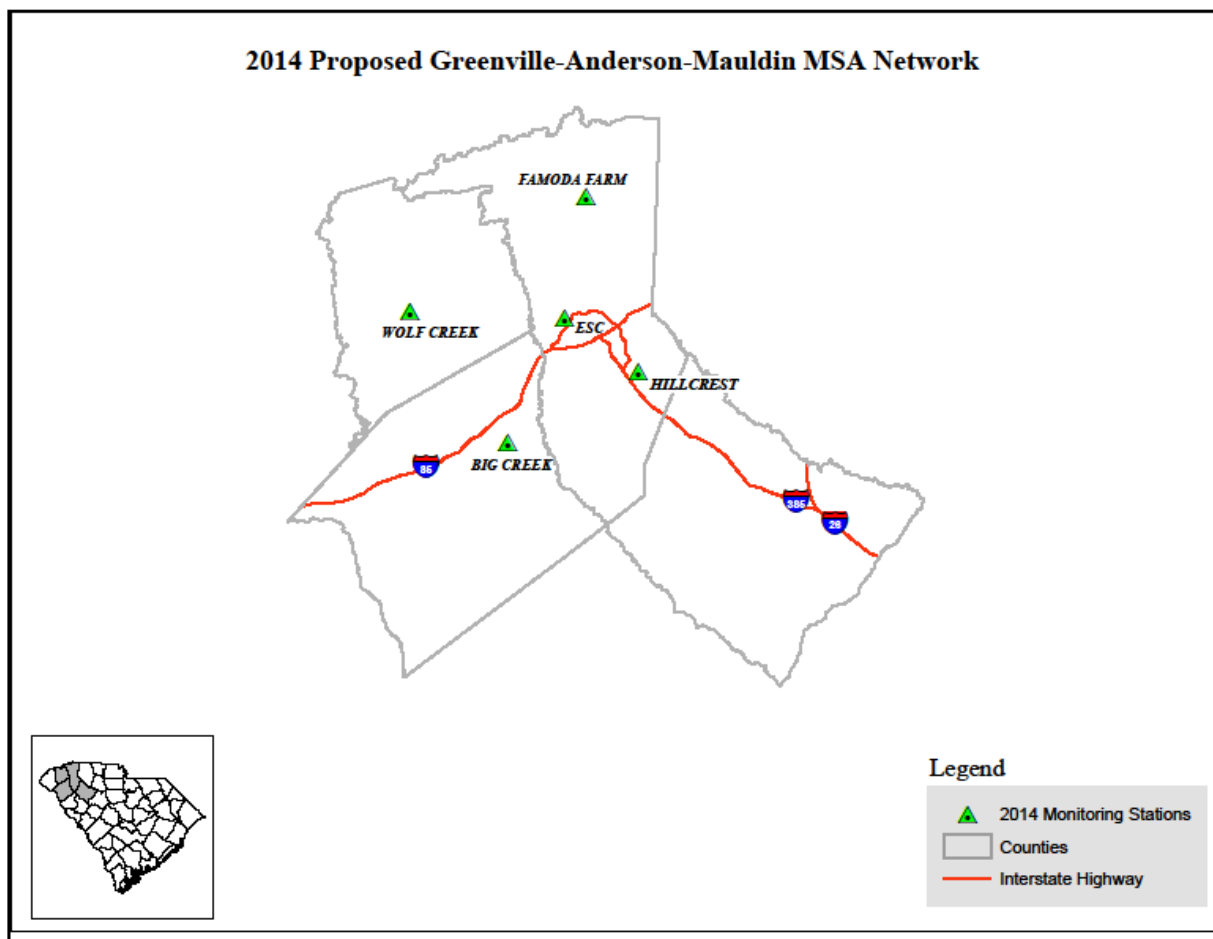 2014 Proposed Greenville-Anderson-Mauldin MSA Network
FAMODA FARM
WOLF CREEK
ESC
HILLCREST
BIG CREEK
85
385
26
Legend
2014 Monitoring Stations
Counties
Interstate Highway